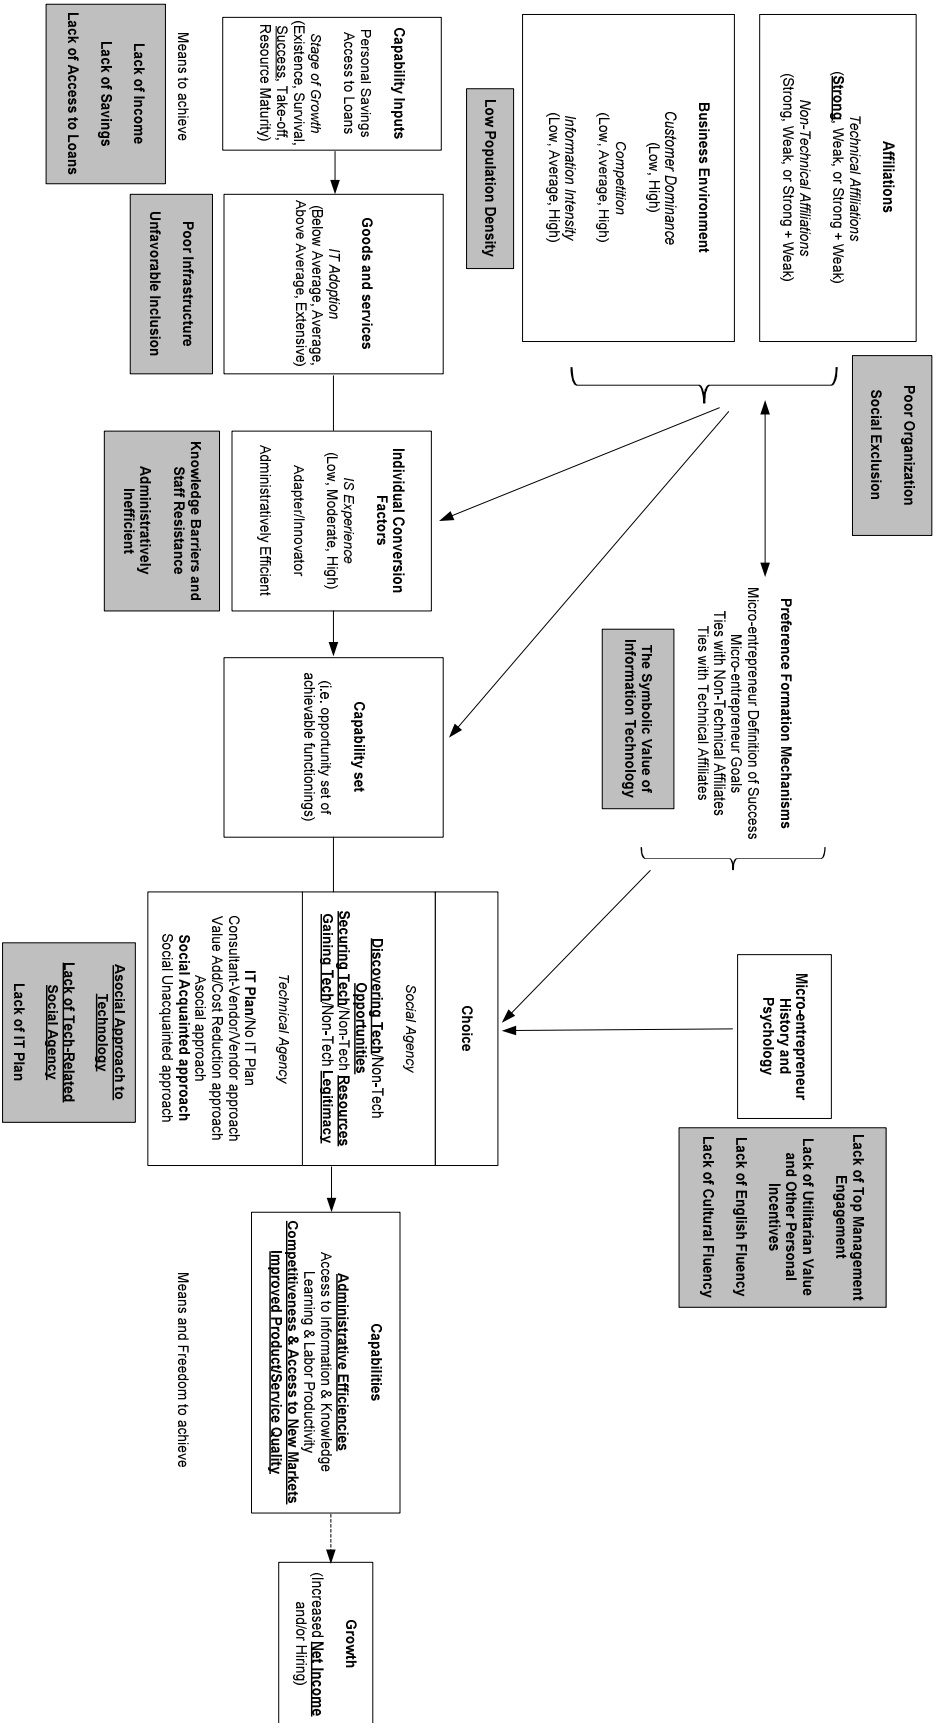 Affiliations
Technical Affiliations
(Strong, Weak, or Strong + Weak)
Non-Technical Affiliations
(Strong, Weak, or Strong + Weak)
Poor Organization
Social Exclusion
Business Environment
Customer Dominance
(Low, High)
Competition
(Low, Average, High)
Information Intensity
(Low, Average, High)
Low Population Density
Preference Formation Mechanisms
Micro-entrepreneur Definition of Success
Micro-entrepreneur Goals
Ties with Non-Technical Affiliates
Ties with Technical Affiliates
The Symbolic Value of
Information Technology
Micro-entrepreneur
History and
Psychology
Lack of Top Management
Engagement
Lack of Utilitarian Value
and Other Personal
Incentives
Lack of English Fluency
Lack of Cultural Fluency
Capability Inputs
Personal Savings
Access to Loans
Stage of Growth
(Existence, Survival,
Success, Take-off,
Resource Maturity)
Goods and services
IT Adoption
(Below Average, Average,
Above Average, Extensive)
Individual Conversion
Factors
IS Experience
(Low, Moderate, High)
Adapter/Innovator
Administratively Efficient
Capability set
(i.e. opportunity set of
achievable functionings)
Choice
Social Agency
Discovering Tech/Non-Tech
Opportunities
Securing Tech/Non-Tech Resources
Gaining Tech/Non-Tech Legitimacy
Technical Agency
IT Plan/No IT Plan
Consultant-Vendor/Vendor approach
Value Add/Cost Reduction approach
Asocial approach
Social Acquainted approach
Social Unacquainted approach
Capabilities
Administrative Efficiencies
Access to Information & Knowledge
Learning & Labor Productivity
Competitiveness & Access to New Markets
Improved Product/Service Quality
Growth
(Increased Net Income
and/or Hiring)
Means to achieve
Means and Freedom to achieve
Lack of Income
Lack of Savings
Lack of Access to Loans
Poor Infrastructure
Unfavorable Inclusion
Knowledge Barriers and
Staff Resistance
Administratively
Inefficient
Asocial Approach to
Technology
Lack of Tech-Related
Social Agency
Lack of IT Plan